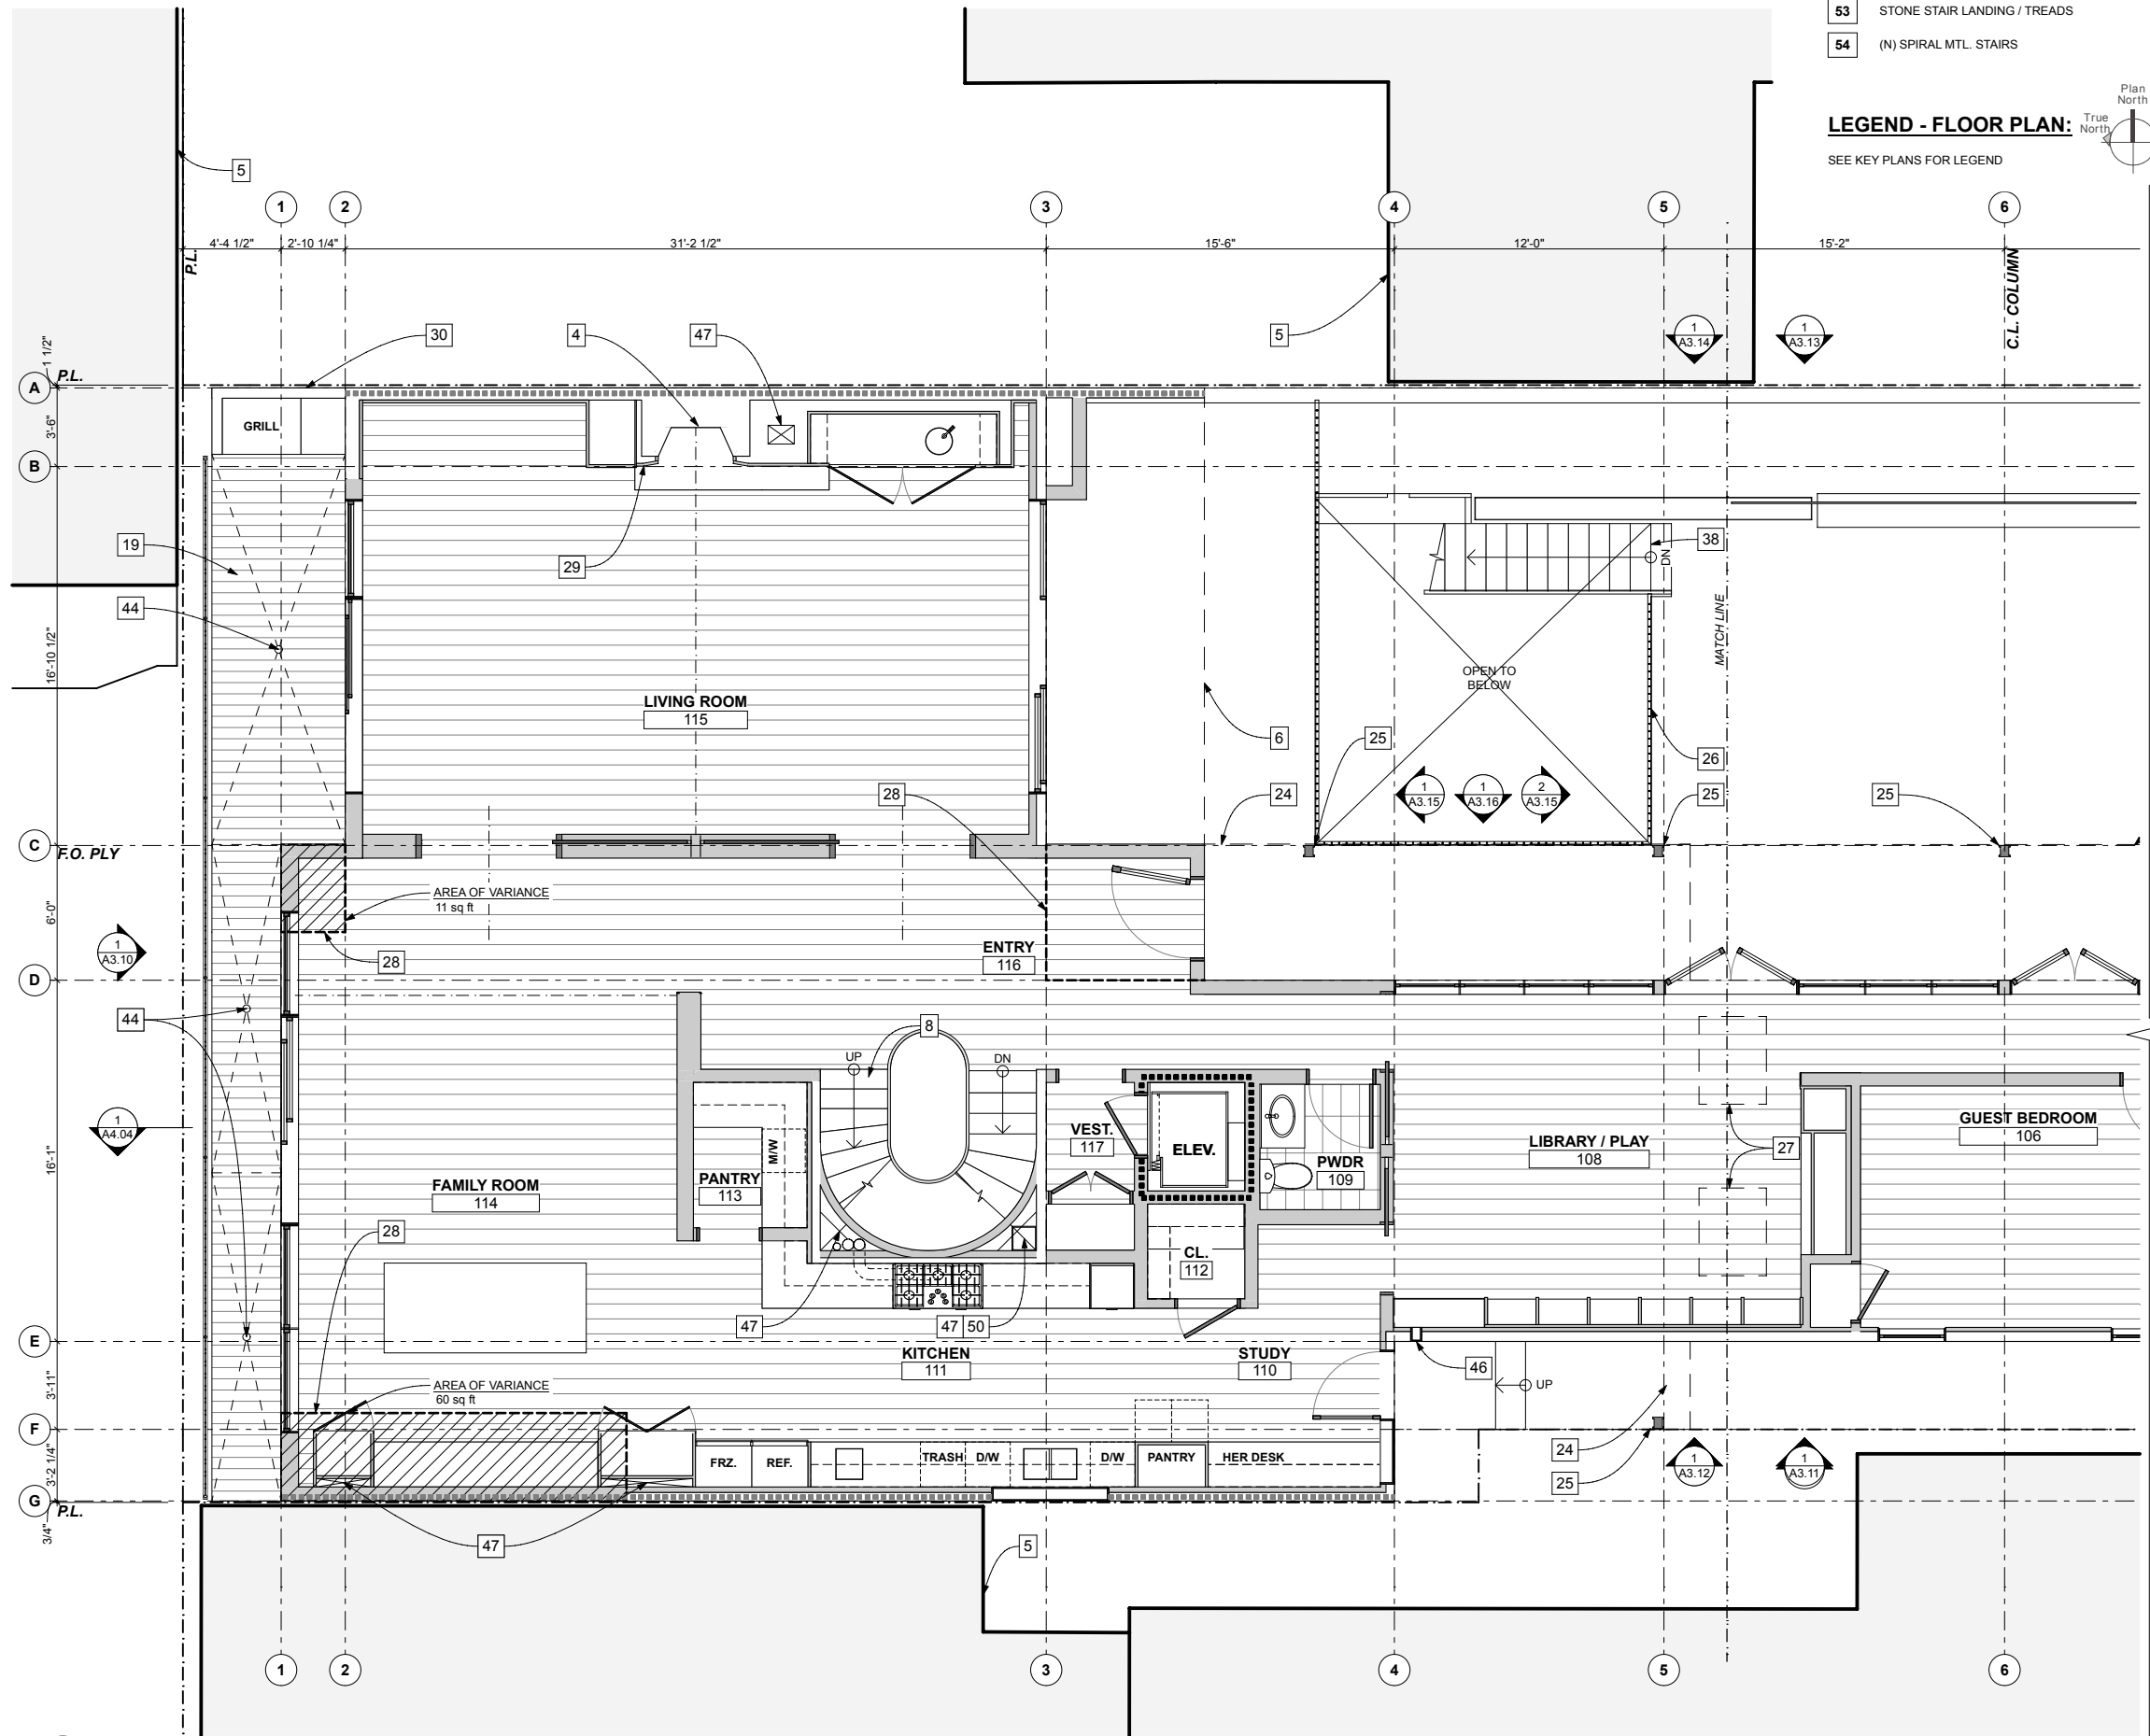 53 STONE STAIR LANDING / TREADS
54 (N) SPIRAL MTL. STAIRS
Plan
North
True
North
LEGEND - FLOOR PLAN:
SEE KEY PLANS FOR LEGEND
5
1 2 3 4 5 6
4'-4 1/2" 2'-10 1/4" 31'-2 1/2" 15'-6" 12'-0" 15'-2"
P.L.
C.L. COLUMN
30 4 47 5
1
A3.14
1
A3.13
1 1/2"
P.L.
A
GRILL
3'-6"
B
19
29
38
DN
44
MATCH LINE
16'-10 1/2"
OPEN TO
BELOW
LIVING ROOM
115
6
25
26
28
24
1
A3.15
1
A3.16
2
A3.15
25
25
C
F.O. PLY
AREA OF VARIANCE
11 sq ft
6'-0"
1
A3.10
28
ENTRY
116
D
44
8
UP
DN
1
A4.04
M/W
VEST.
117
ELEV.
PWDR
109
LIBRARY / PLAY
108
27
GUEST BEDROOM
106
16'-1"
PANTRY
113
FAMILY ROOM
114
28
CL.
112
47
47 50
E
KITCHEN
111
STUDY
110
46
UP
3'-11"
AREA OF VARIANCE
60 sq ft
F
24
25
1
A3.12
1
A3.11
FRZ. REF. TRASH D/W D/W PANTRY HER DESK
3'-2 1/4"
G
P.L.
3/4"
47
5
1 2 3 4 5 6